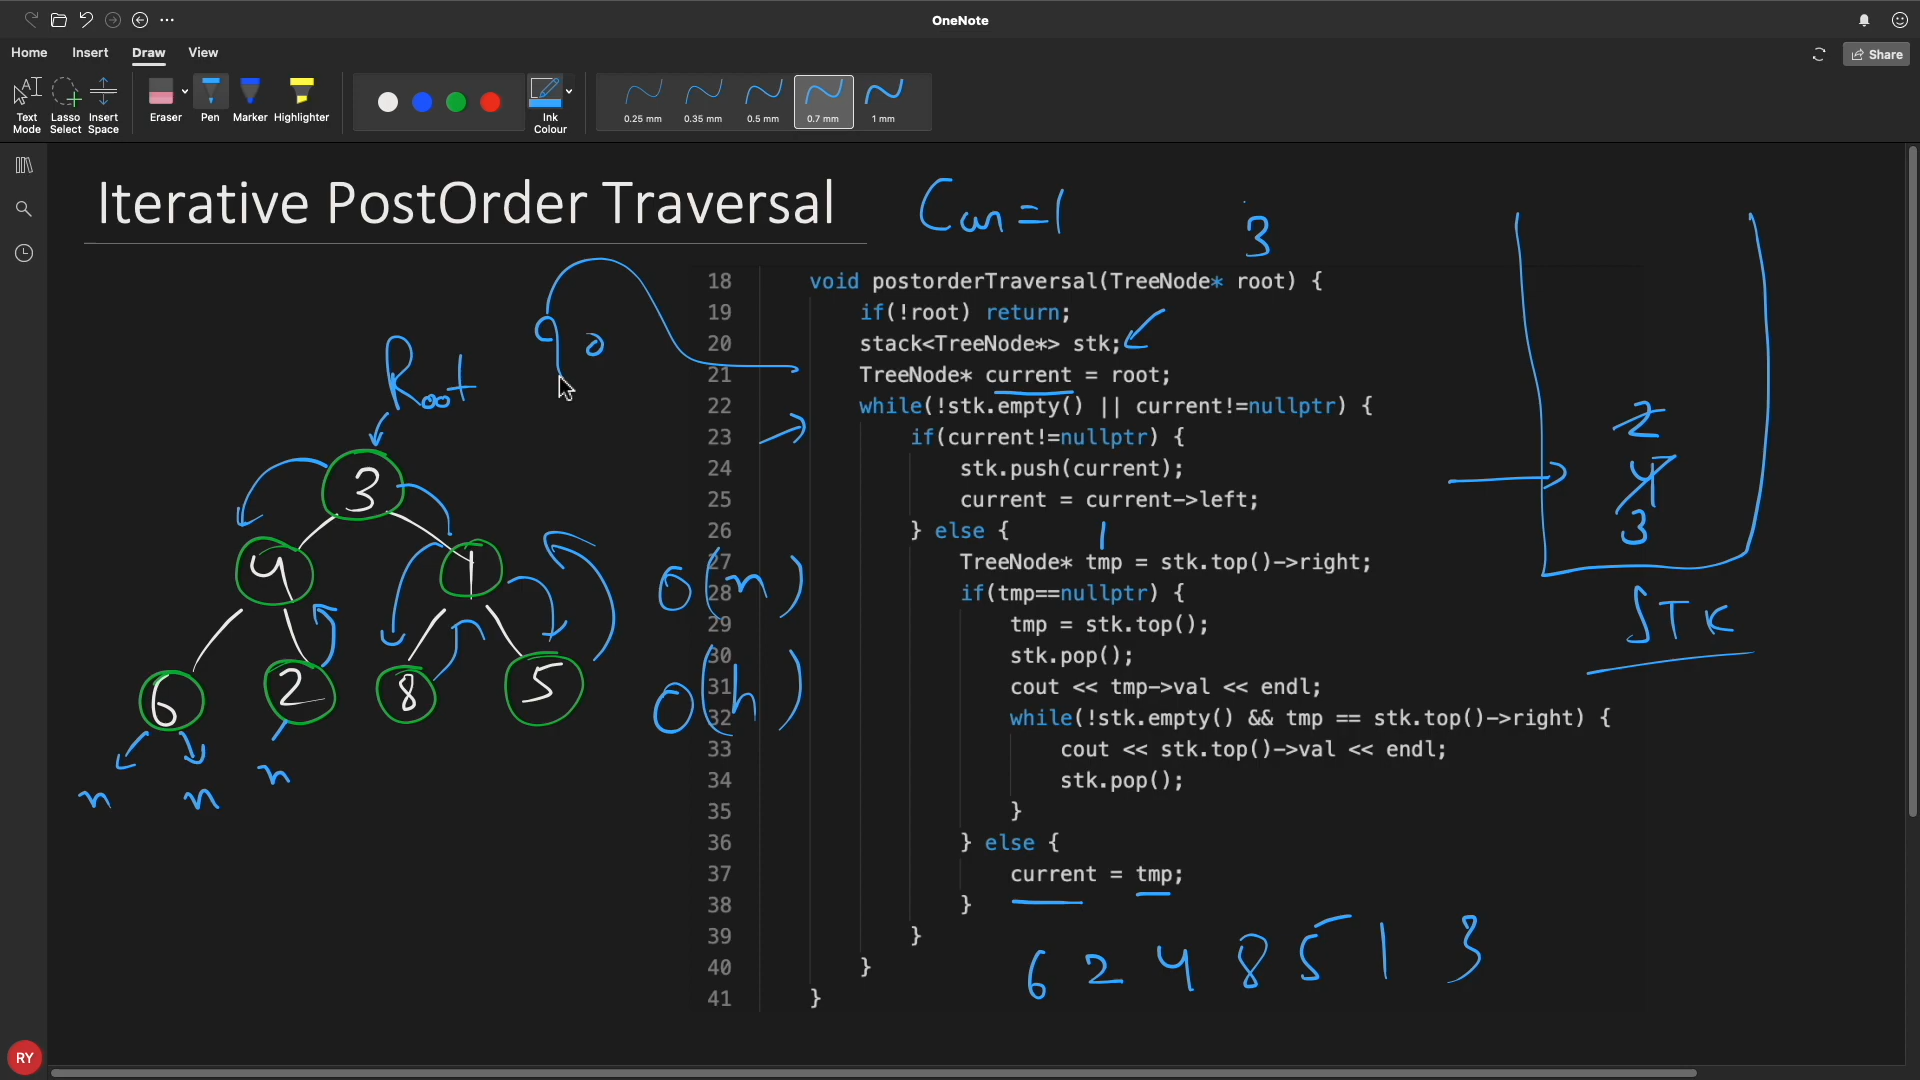 OneNote
Home Insert Draw View
Share
Text Mode
Lasso Select
Insert Space
Eraser
Pen
Marker
Highlighter
Ink Colour
0.25 mm
0.35 mm
0.5 mm
0.7 mm
1 mm
Iterative PostOrder Traversal
Curr = 1
3
18 void postorderTraversal(TreeNode* root) {
19 if(!root) return;
20 stack<TreeNode*> stk;
21 TreeNode* current = root;
22 while(!stk.empty() || current!=nullptr) {
23 if(current!=nullptr) {
24 stk.push(current);
25 current = current->left;
26 } else {
27 TreeNode* tmp = stk.top()->right;
28 if(tmp==nullptr) {
29 tmp = stk.top();
30 stk.pop();
31 cout << tmp->val << endl;
32 while(!stk.empty() && tmp == stk.top()->right) {
33 cout << stk.top()->val << endl;
34 stk.pop();
35 }
36 } else {
37 current = tmp;
38 }
39 }
40 }
41 }
Root
3
4 1
6 2 8 5
n n n
O(n)
O(h)
1
2
4
3
STK
6 2 4 8 5 1 3
RY